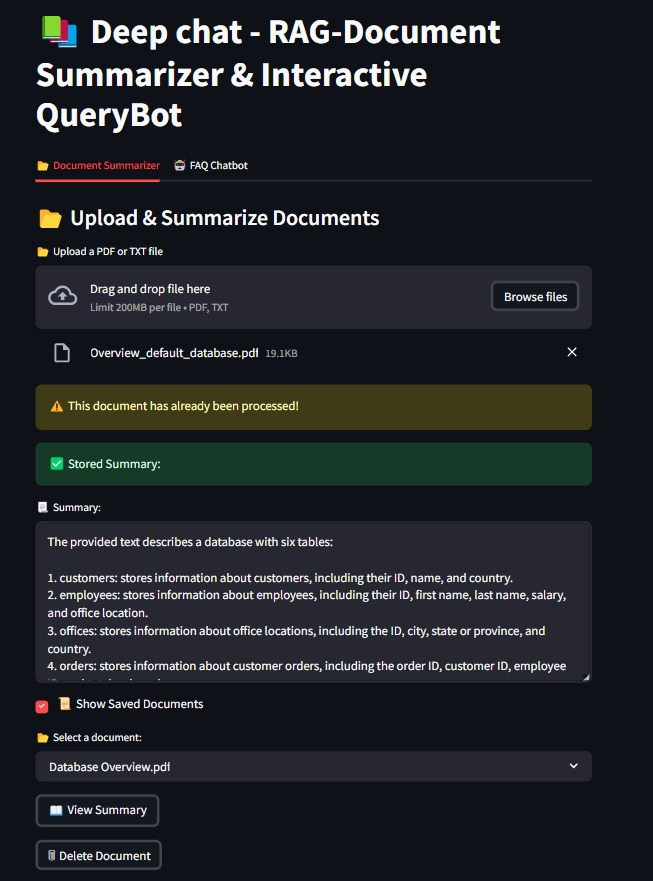 Deep chat - RAG-Document
Summarizer & Interactive
QueryBot
Document Summarizer
FAQ Chatbot
Upload & Summarize Documents
Upload a PDF or TXT file
Drag and drop file here
Limit 200MB per file • PDF, TXT
Browse files
Overview_default_database.pdf 19.1KB
This document has already been processed!
Stored Summary:
Summary:
The provided text describes a database with six tables:
1. customers: stores information about customers, including their ID, name, and country.
2. employees: stores information about employees, including their ID, first name, last name, salary,
and office location.
3. offices: stores information about office locations, including the ID, city, state or province, and
country.
4. orders: stores information about customer orders, including the order ID, customer ID, employee
Show Saved Documents
Select a document:
Database Overview.pdf
View Summary
Delete Document